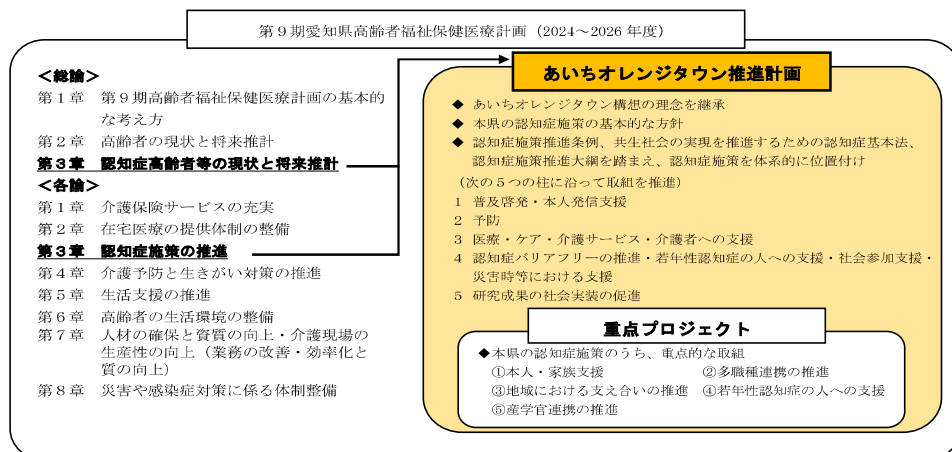 第９期愛知県高齢者福祉保健医療計画（2024～2026 年度）
＜総論＞
第１章　第９期高齢者福祉保健医療計画の基本的
な考え方
第２章　高齢者の現状と将来推計
第３章　認知症高齢者等の現状と将来推計
＜各論＞
第１章　介護保険サービスの充実
第２章　在宅医療の提供体制の整備
第３章　認知症施策の推進
第４章　介護予防と生きがい対策の推進
第５章　生活支援の推進
第６章　高齢者の生活環境の整備
第７章　人材の確保と資質の向上・介護現場の
生産性の向上（業務の改善・効率化と
質の向上）
第８章　災害や感染症対策に係る体制整備
あいちオレンジタウン推進計画
◆ あいちオレンジタウン構想の理念を継承
◆ 本県の認知症施策の基本的な方針
◆ 認知症施策推進条例、共生社会の実現を推進するための認知症基本法、
認知症施策推進大綱を踏まえ、認知症施策を体系的に位置付け
（次の５つの柱に沿って取組を推進）
１ 普及啓発・本人発信支援
２ 予防
３ 医療・ケア・介護サービス・介護者への支援
４ 認知症バリアフリーの推進・若年性認知症の人への支援・社会参加支援・
災害時等における支援
５ 研究成果の社会実装の促進
重点プロジェクト
◆本県の認知症施策のうち、重点的な取組
①本人・家族支援　②多職種連携の推進
③地域における支え合いの推進　④若年性認知症の人への支援
⑤産学官連携の推進